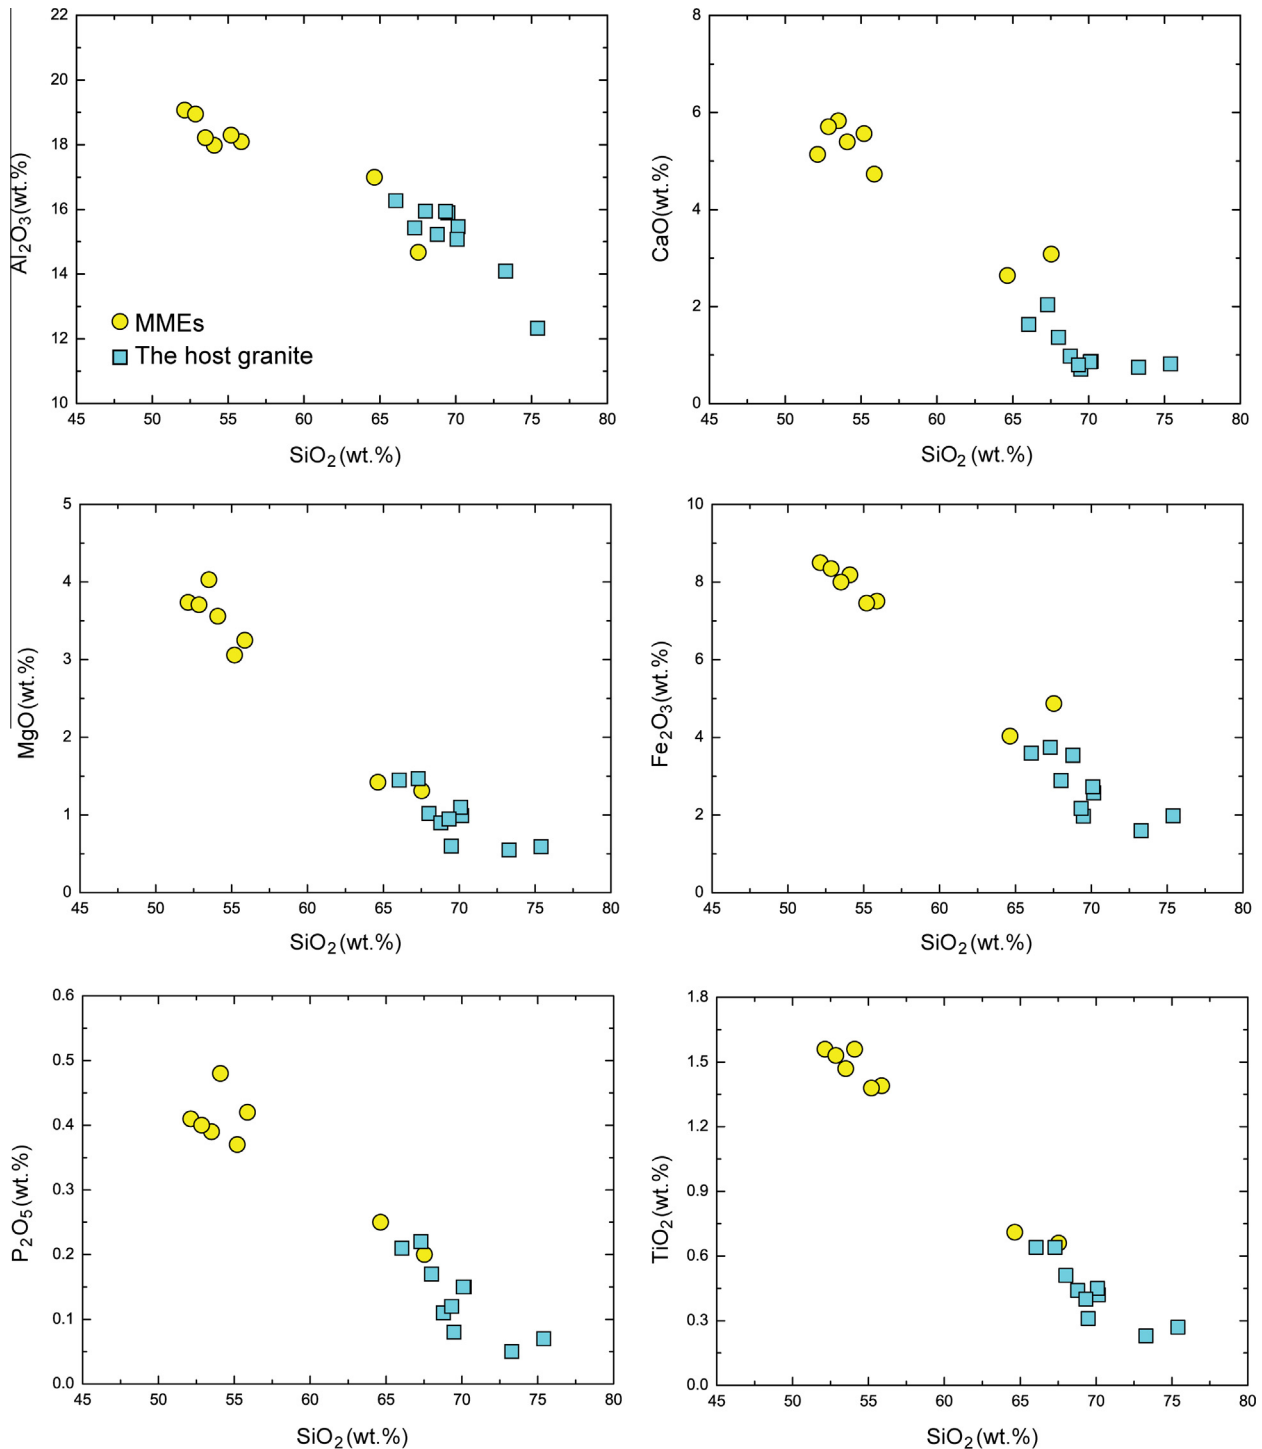 22
20
18
16
14
12
10
Al2O3(wt.%)
MMEs
The host granite
45 50 55 60 65 70 75 80
SiO2(wt.%)
8
6
4
2
0
CaO(wt.%)
45 50 55 60 65 70 75 80
SiO2(wt.%)
5
4
3
2
1
0
MgO(wt.%)
45 50 55 60 65 70 75 80
SiO2(wt.%)
10
8
6
4
2
0
Fe2O3(wt.%)
45 50 55 60 65 70 75 80
SiO2(wt.%)
0.6
0.5
0.4
0.3
0.2
0.1
0.0
P2O5(wt.%)
45 50 55 60 65 70 75 80
SiO2(wt.%)
1.8
1.5
1.2
0.9
0.6
0.3
0.0
TiO2(wt.%)
45 50 55 60 65 70 75 80
SiO2(wt.%)